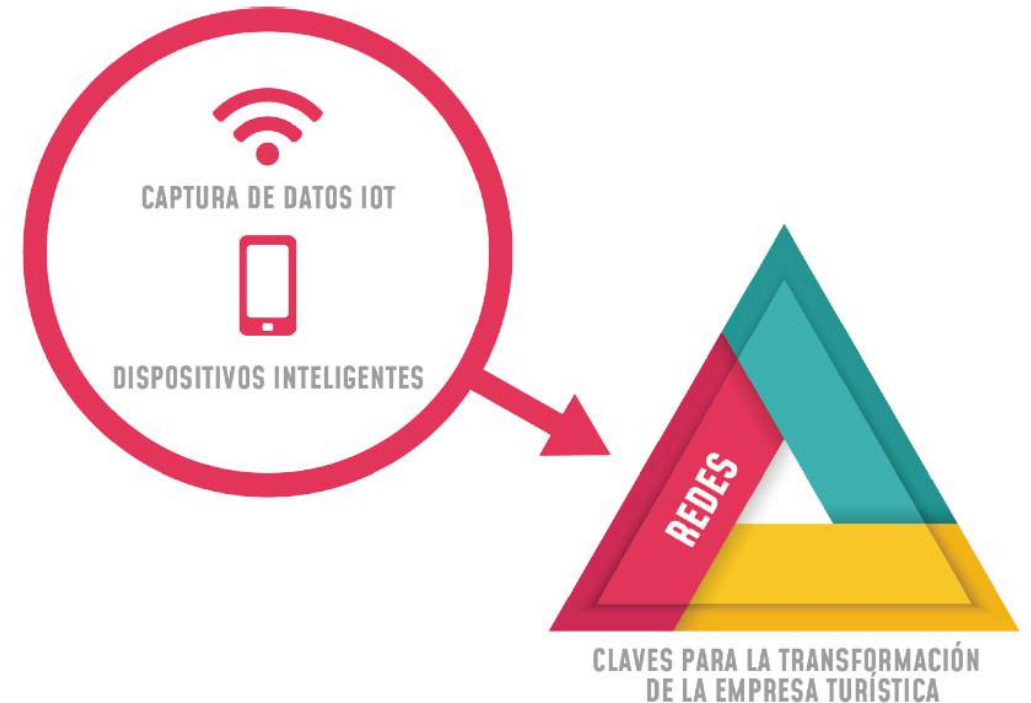 CAPTURA DE DATOS IOT
DISPOSITIVOS INTELIGENTES
REDES
CLAVES PARA LA TRANSFORMACIÓN
DE LA EMPRESA TURÍSTICA